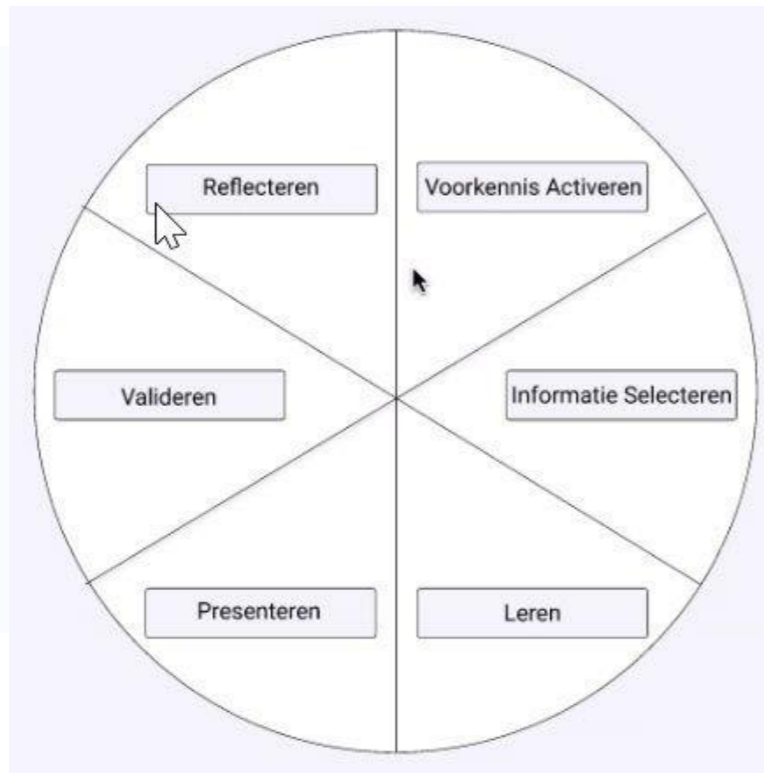 Reflecteren
Voorkennis Activeren
Valideren
Informatie Selecteren
Presenteren
Leren